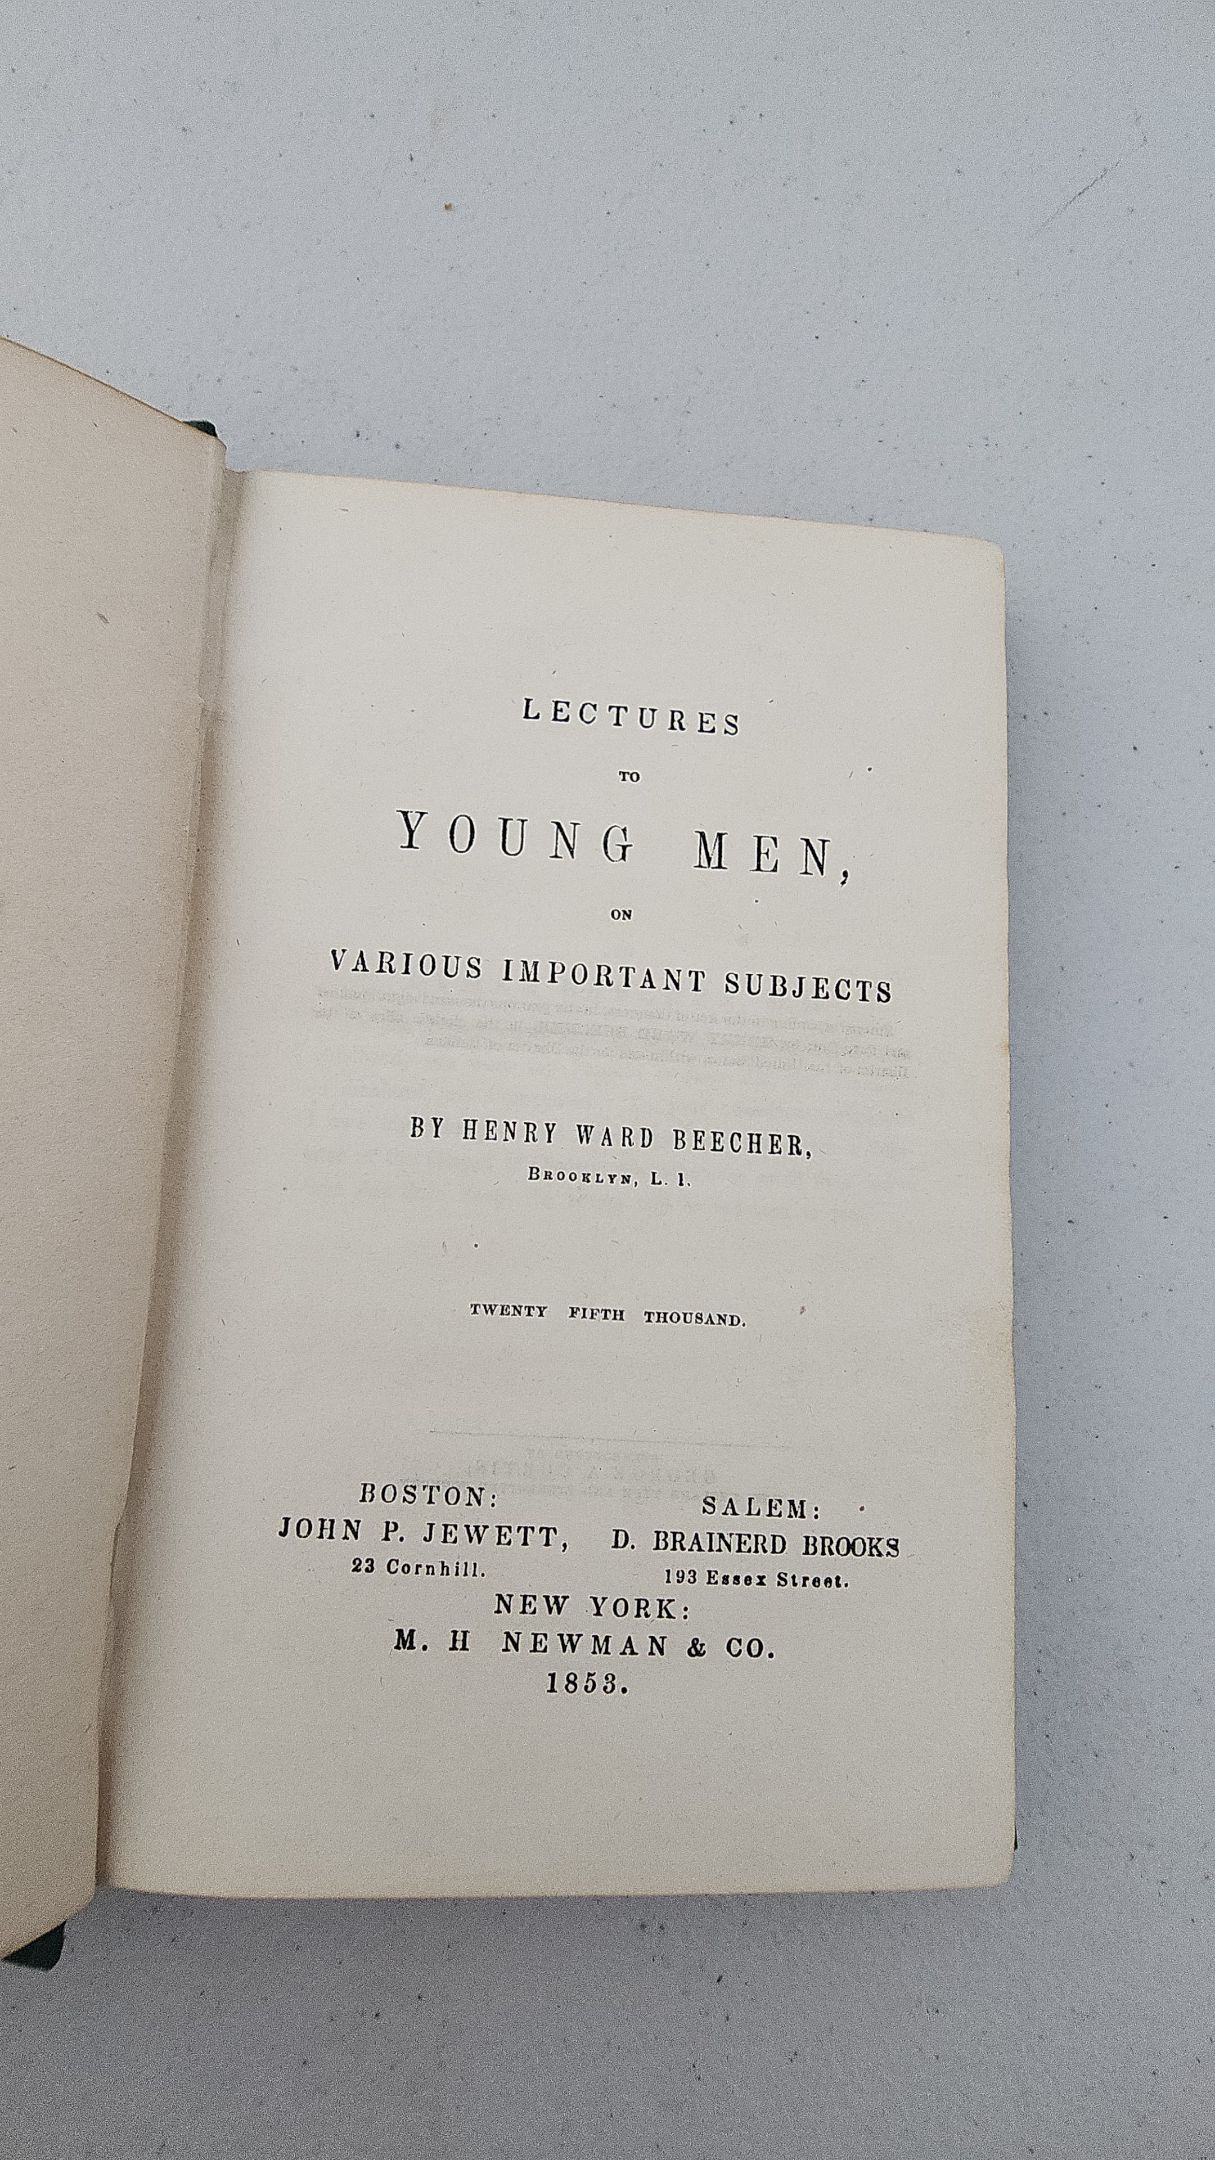 LECTURES
TO
YOUNG MEN,
ON
VARIOUS IMPORTANT SUBJECTS
BY HENRY WARD BEECHER,
BROOKLYN, L. I.
TWENTY FIFTH THOUSAND.
BOSTON:
JOHN P. JEWETT,
23 Cornhill.
SALEM:
D. BRAINERD BROOKS
193 Essex Street.
NEW YORK:
M. H NEWMAN & CO.
1853.